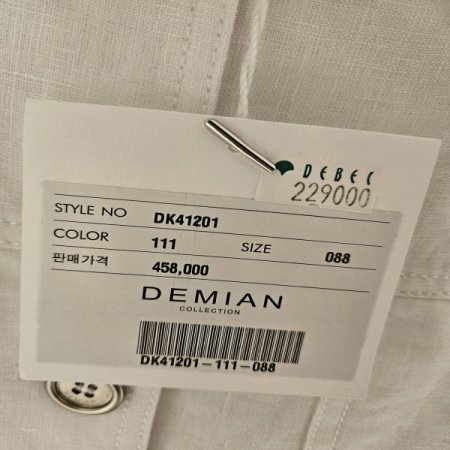 DEBEC
229000
STYLE NO DK41201
COLOR 111 SIZE 088
판매가격 458,000
DEMIAN
COLLECTION
DK41201-111-088